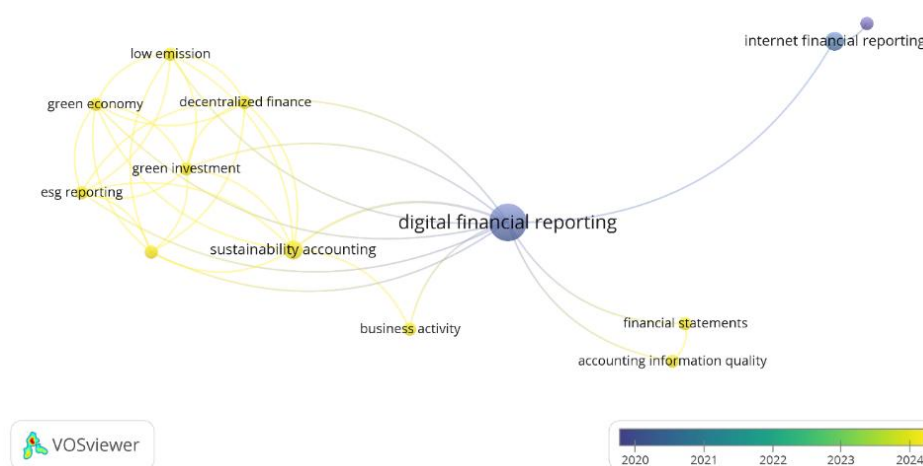 low emission
internet financial reporting
green economy
decentralized finance
green investment
esg reporting
digital financial reporting
sustainability accounting
business activity
financial statements
accounting information quality
VOSviewer
2020 2021 2022 2023 2024